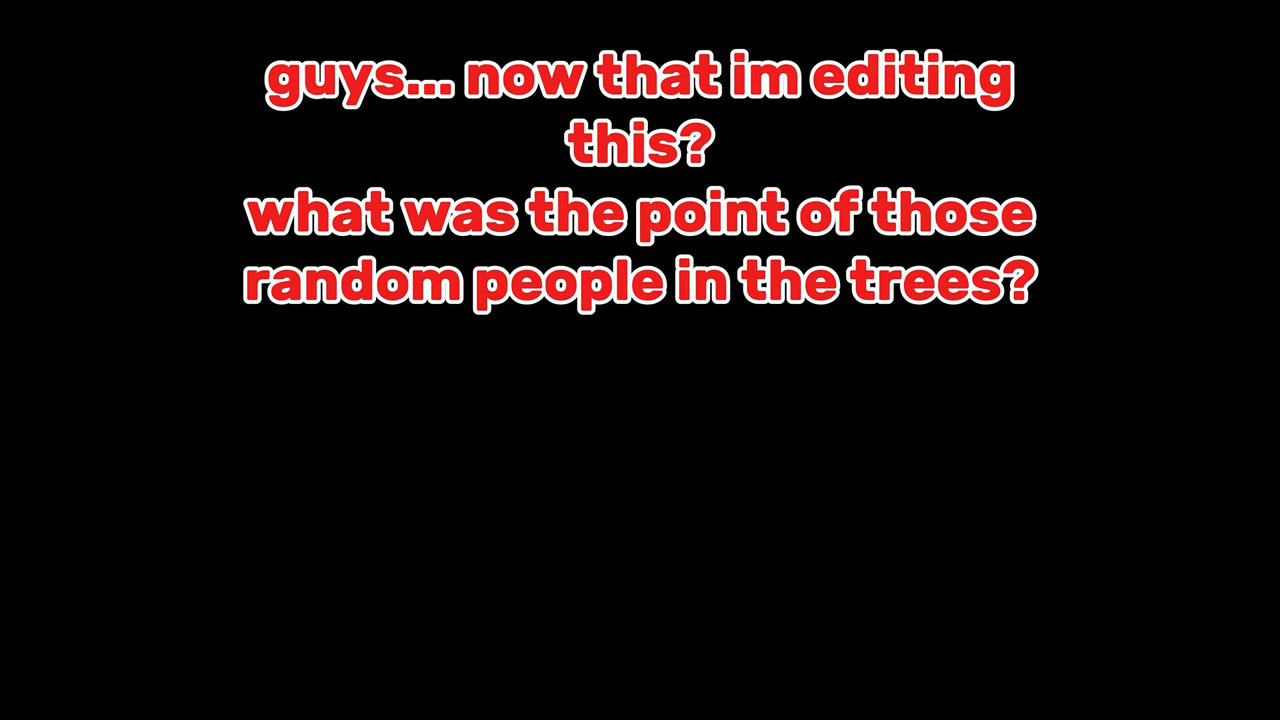 guys... now that im editing
this?
what was the point of those
random people in the trees?